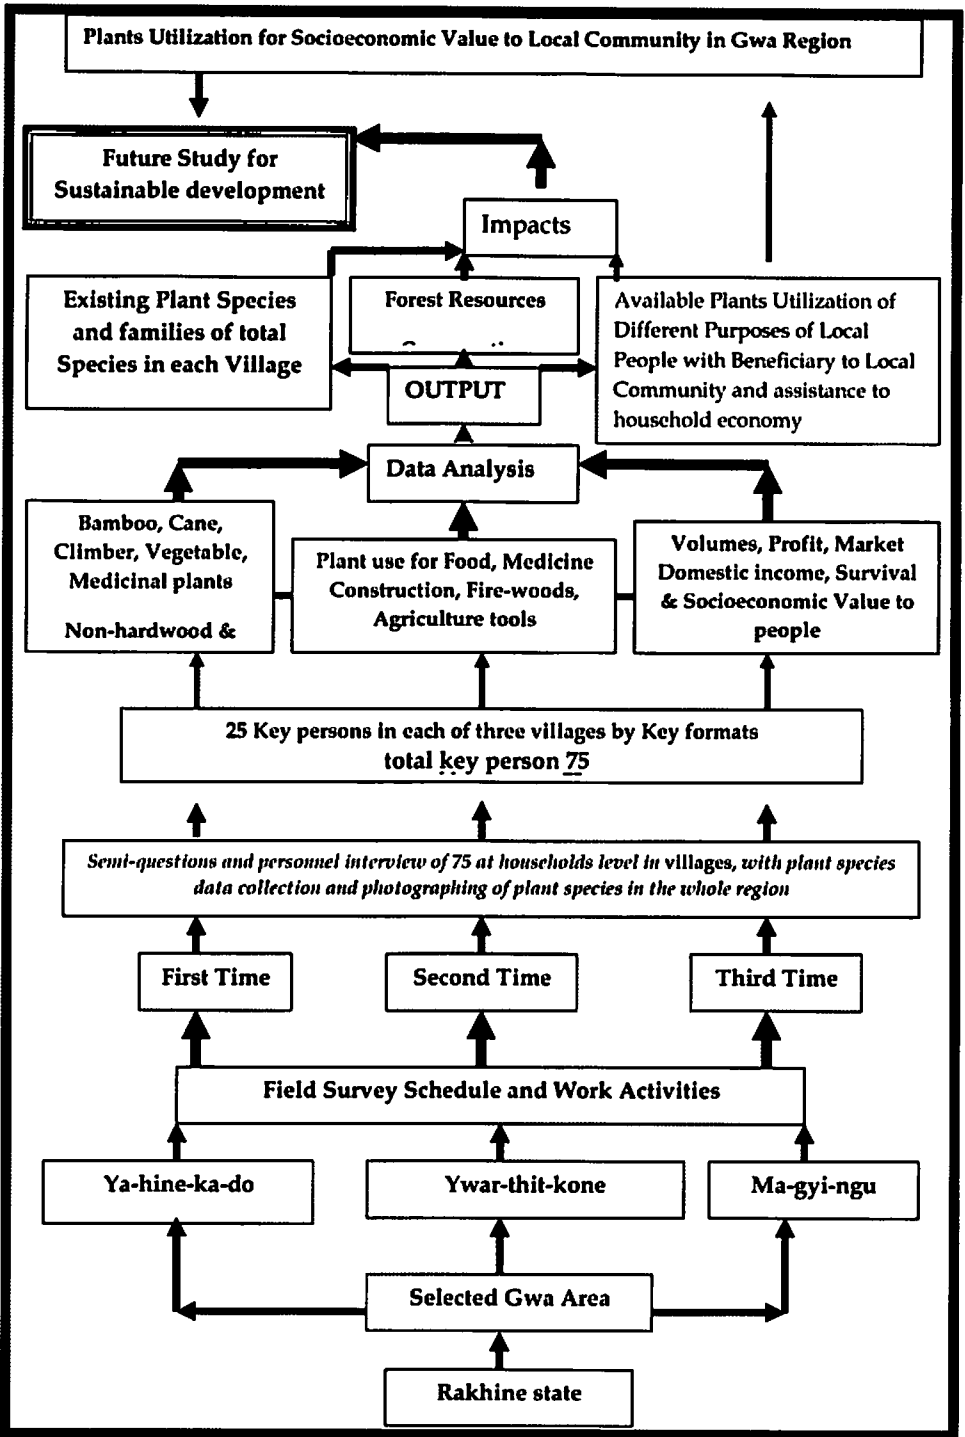 Plants Utilization for Socioeconomic Value to Local Community in Gwa Region
Future Study for
Sustainable development
Impacts
Existing Plant Species
and families of total
Species in each Village
Forest Resources
Available Plants Utilization of
Different Purposes of Local
People with Beneficiary to Local
Community and assistance to
household economy
OUTPUT
Data Analysis
Bamboo, Cane,
Climber, Vegetable,
Medicinal plants
Non-hardwood &
Plant use for Food, Medicine
Construction, Fire-woods,
Agriculture tools
Volumes, Profit, Market
Domestic income, Survival
& Socioeconomic Value to
people
25 Key persons in each of three villages by Key formats
total key person 75
Semi-questions and personnel interview of 75 at households level in villages, with plant species
data collection and photographing of plant species in the whole region
First Time
Second Time
Third Time
Field Survey Schedule and Work Activities
Ya-hine-ka-do
Ywar-thit-kone
Ma-gyi-ngu
Selected Gwa Area
Rakhine state